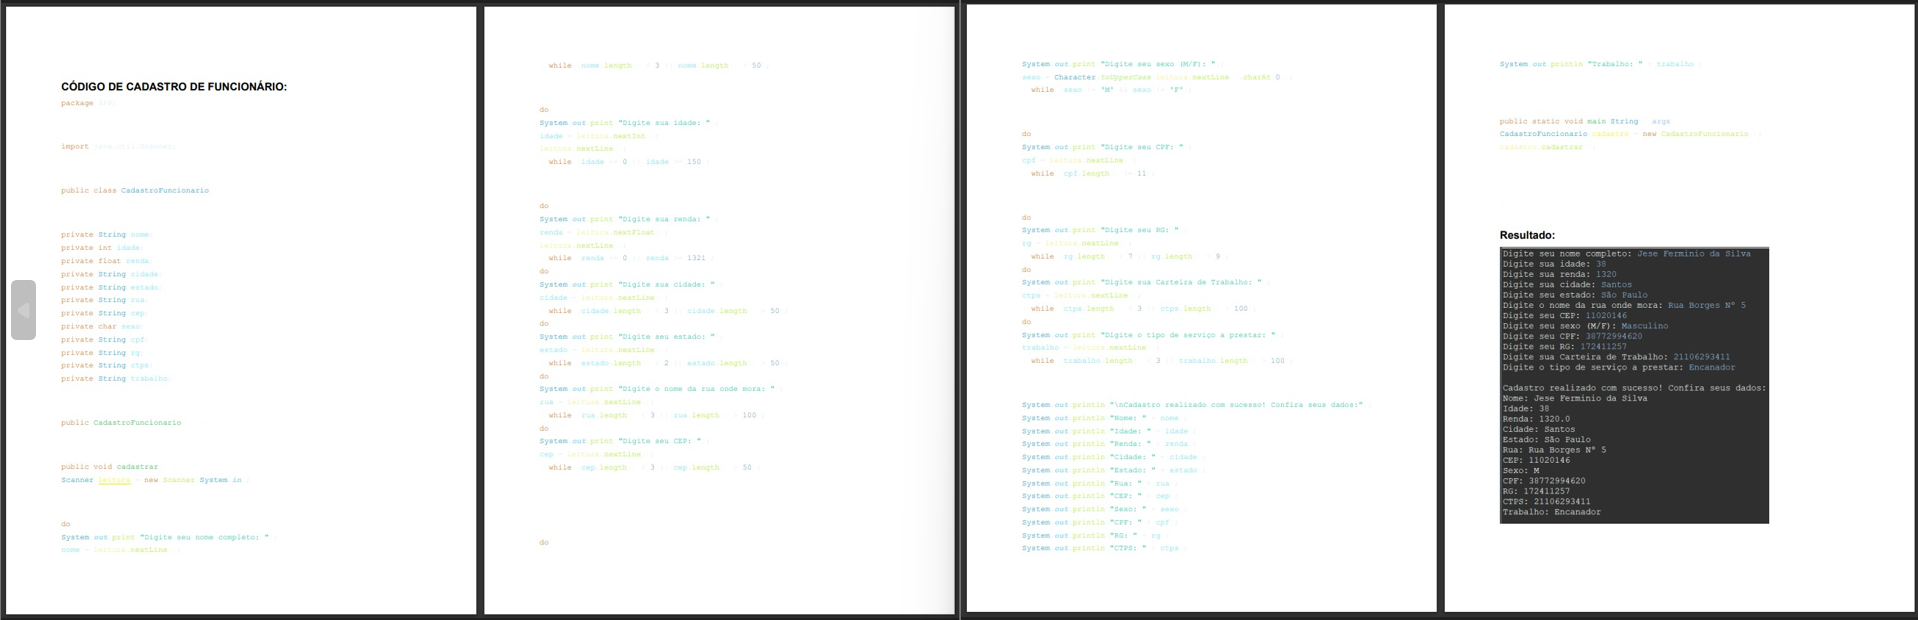 CÓDIGO DE CADASTRO DE FUNCIONÁRIO:
package
import java.util.Scanner;
public class CadastroFuncionario
private String nome;
private int idade;
private float renda;
private String cidade;
private String estado;
private String rua;
private String cep;
private char sexo;
private String cpf;
private String rg;
private String ctps;
private String trabalho;
public CadastroFuncionario
public void cadastrar
Scanner leitura = new Scanner System in
do
System out print "Digite seu nome completo: "
nome = leitura nextLine
while nome length < 3 || nome length > 50
do
System out print "Digite sua idade: "
idade = leitura nextInt
leitura nextLine
while idade <= 0 || idade >= 150
do
System out print "Digite sua renda: "
renda = leitura nextFloat
leitura nextLine
while renda <= 0 || renda >= 1321
do
System out print "Digite sua cidade: "
cidade = leitura nextLine
while cidade length < 3 || cidade length > 50
do
System out print "Digite seu estado: "
estado = leitura nextLine
while estado length < 2 || estado length > 50
do
System out print "Digite o nome da rua onde mora: "
rua = leitura nextLine
while rua length < 3 || rua length > 100
do
System out print "Digite seu CEP: "
cep = leitura nextLine
while cep length < 3 || cep length > 50
do
System out print "Digite seu sexo (M/F): "
sexo = Character toUpperCase leitura nextLine charAt 0
while sexo != 'M' && sexo != 'F'
do
System out print "Digite seu CPF: "
cpf = leitura nextLine
while cpf length != 11
do
System out print "Digite seu RG: "
rg = leitura nextLine
while rg length < 7 || rg length > 9
do
System out print "Digite sua Carteira de Trabalho: "
ctps = leitura nextLine
while ctps length < 3 || ctps length > 100
do
System out print "Digite o tipo de serviço a prestar: "
trabalho = leitura nextLine
while trabalho length < 3 || trabalho length > 100
System out println "\nCadastro realizado com sucesso! Confira seus dados:"
System out println "Nome: " + nome
System out println "Idade: " + idade
System out println "Renda: " + renda
System out println "Cidade: " + cidade
System out println "Estado: " + estado
System out println "Rua: " + rua
System out println "CEP: " + cep
System out println "Sexo: " + sexo
System out println "CPF: " + cpf
System out println "RG: " + rg
System out println "CTPS: " + ctps
System out println "Trabalho: " + trabalho
public static void main String args
CadastroFuncionario cadastro = new CadastroFuncionario
cadastro cadastrar
Resultado:
Digite seu nome completo: Jese Ferminio da Silva
Digite sua idade: 38
Digite sua renda: 1320
Digite sua cidade: Santos
Digite seu estado: São Paulo
Digite o nome da rua onde mora: Rua Borges Nº 5
Digite seu CEP: 11020146
Digite seu sexo (M/F): Masculino
Digite seu CPF: 38772994620
Digite seu RG: 172411257
Digite sua Carteira de Trabalho: 21106293411
Digite o tipo de serviço a prestar: Encanador
Cadastro realizado com sucesso! Confira seus dados:
Nome: Jese Ferminio da Silva
Idade: 38
Renda: 1320.0
Cidade: Santos
Estado: São Paulo
Rua: Rua Borges Nº 5
CEP: 11020146
Sexo: M
CPF: 38772994620
RG: 172411257
CTPS: 21106293411
Trabalho: Encanador